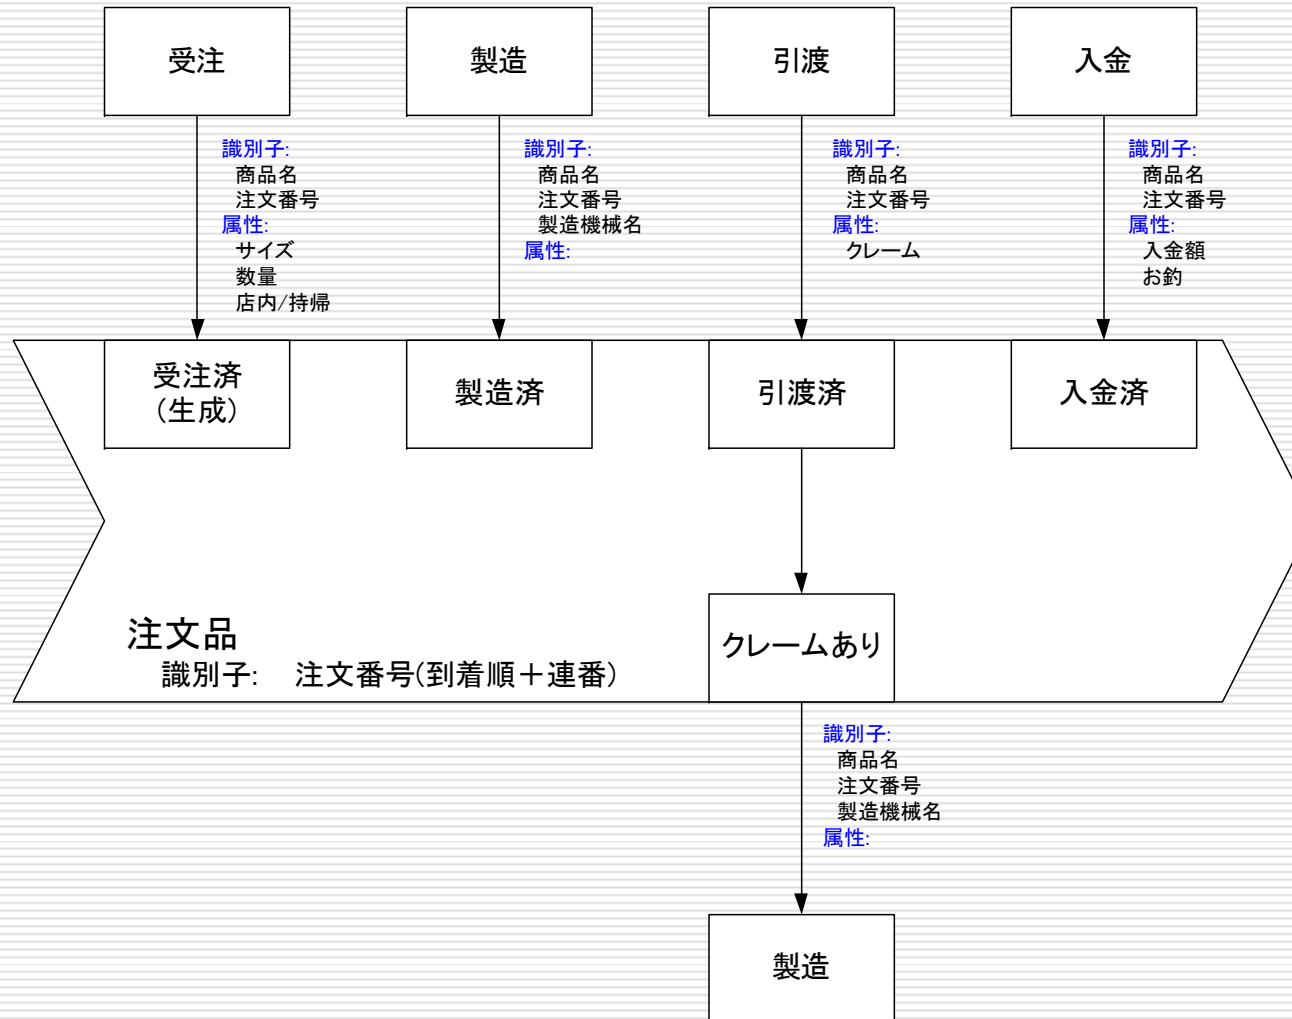 受注
製造
引渡
入金
識別子:
商品名
注文番号
属性:
サイズ
数量
店内/持帰
識別子:
商品名
注文番号
製造機械名
属性:
識別子:
商品名
注文番号
属性:
クレーム
識別子:
商品名
注文番号
属性:
入金額
お釣
受注済
(生成)
製造済
引渡済
入金済
クレームあり
注文品
識別子: 注文番号(到着順+連番)
識別子:
商品名
注文番号
製造機械名
属性:
製造